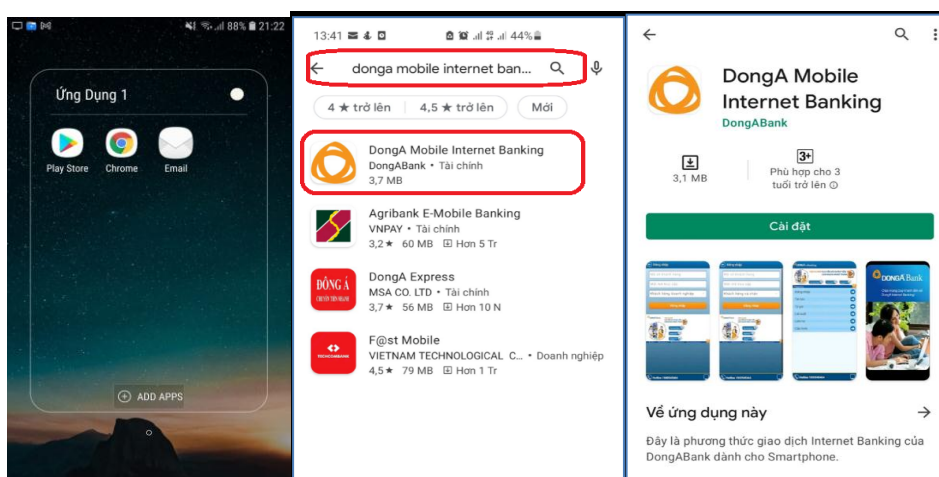 88% 21:22
Ứng Dụng 1
Play Store Chrome Email
ADD APPS
13:41 44%
donga mobile internet ban...
4 ★ trở lên 4,5 ★ trở lên Mới
DongA Mobile Internet Banking
DongABank • Tài chính
3,7 MB
Agribank E-Mobile Banking
VNPAY • Tài chính
3,2★ 60 MB Hơn 5 Tr
ĐÔNG Á
DongA Express
MSA CO. LTD • Tài chính
3,7★ 56 MB Hơn 10 N
TECHCOMBANK
F@st Mobile
VIETNAM TECHNOLOGICAL C... • Doanh nghiệp
4,5★ 79 MB Hơn 1 Tr
DongA Mobile
Internet Banking
DongABank
3,1 MB
3+
Phù hợp cho 3
tuổi trở lên
Cài đặt
DONGA Bank
Về ứng dụng này
Đây là phương thức giao dịch Internet Banking của
DongABank dành cho Smartphone.